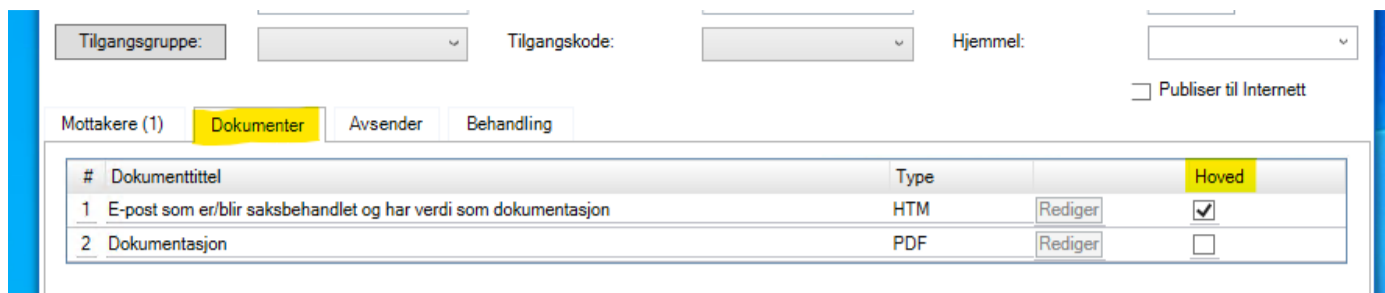 Tilgangsgruppe: Tilgangskode: Hjemmel:
Publiser til Internett
Mottakere (1) Dokumenter Avsender Behandling
# Dokumenttittel Type Hoved
1 E-post som er/blir saksbehandlet og har verdi som dokumentasjon HTM Rediger
2 Dokumentasjon PDF Rediger